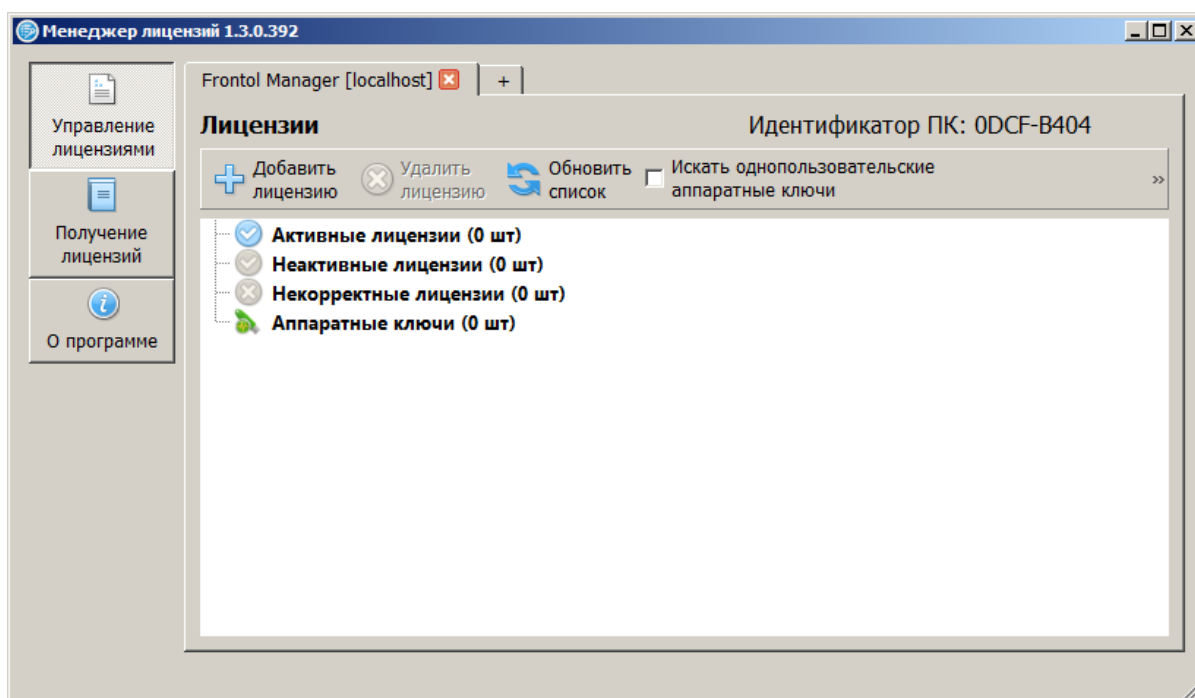 Менеджер лицензий 1.3.0.392
Frontol Manager [localhost]
+
Управление
лицензиями
Получение
лицензий
О программе
Лицензии
Идентификатор ПК: 0DCF-B404
Добавить
лицензию
Удалить
лицензию
Обновить
список
Искать однопользовательские
аппаратные ключи
»
Активные лицензии (0 шт)
Неактивные лицензии (0 шт)
Некорректные лицензии (0 шт)
Аппаратные ключи (0 шт)